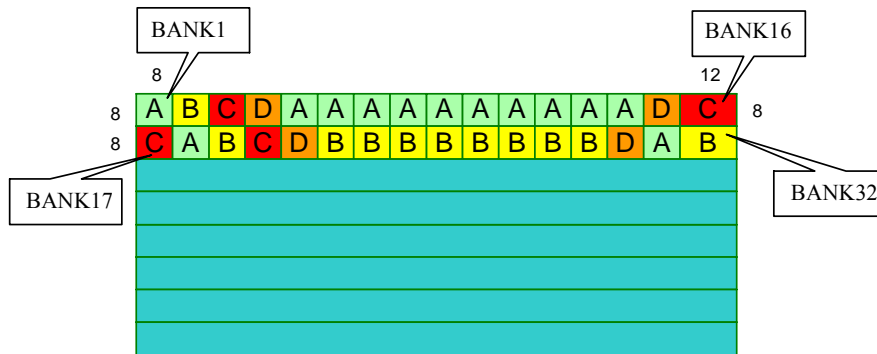 BANK1 BANK16
8 12
8 A B C D A A A A A A A A A A D C 8
8 C A B C D B B B B B B B B D A B
BANK17 BANK32